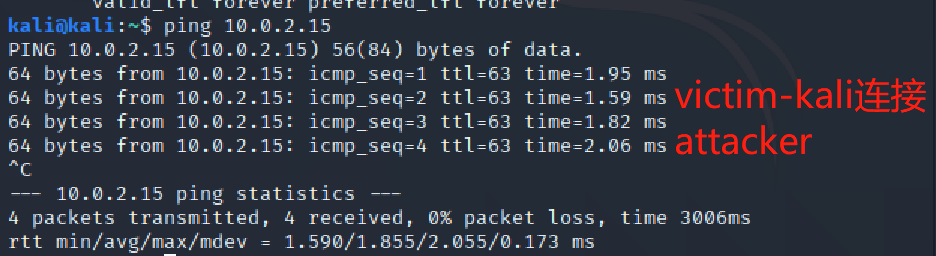 valid_lft forever preferred_lft forever
kali@kali:~$ ping 10.0.2.15
PING 10.0.2.15 (10.0.2.15) 56(84) bytes of data.
64 bytes from 10.0.2.15: icmp_seq=1 ttl=63 time=1.95 ms
64 bytes from 10.0.2.15: icmp_seq=2 ttl=63 time=1.59 ms
64 bytes from 10.0.2.15: icmp_seq=3 ttl=63 time=1.82 ms
64 bytes from 10.0.2.15: icmp_seq=4 ttl=63 time=2.06 ms
^C
--- 10.0.2.15 ping statistics ---
4 packets transmitted, 4 received, 0% packet loss, time 3006ms
rtt min/avg/max/mdev = 1.590/1.855/2.055/0.173 ms
victim-kali连接
attacker